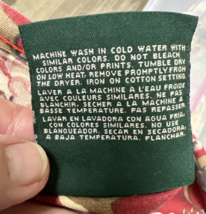 MACHINE WASH IN COLD WATER WITH
SIMILAR COLORS. DO NOT BLEACH
COLORS AND/OR PRINTS. TUMBLE DRY
ON LOW HEAT. REMOVE PROMPTLY FROM
THE DRYER. IRON ON COTTON SETTING.
LAVER A LA MACHINE A L'EAU FROIDE
AVEC COULEURS SIMILAIRES. NE PAS
BLANCHIR. SECHER A LA MACHINE A
BASSE TEMPERATURE. PAS REPASSER.
LAVAR EN LAVADORA CON AGUA FRIA
CON COLORES SIMILARES. NO USE
BLANQUEADOR. SECAR EN SECADORA
A BAJA TEMPERATURA. PLANCHAR.